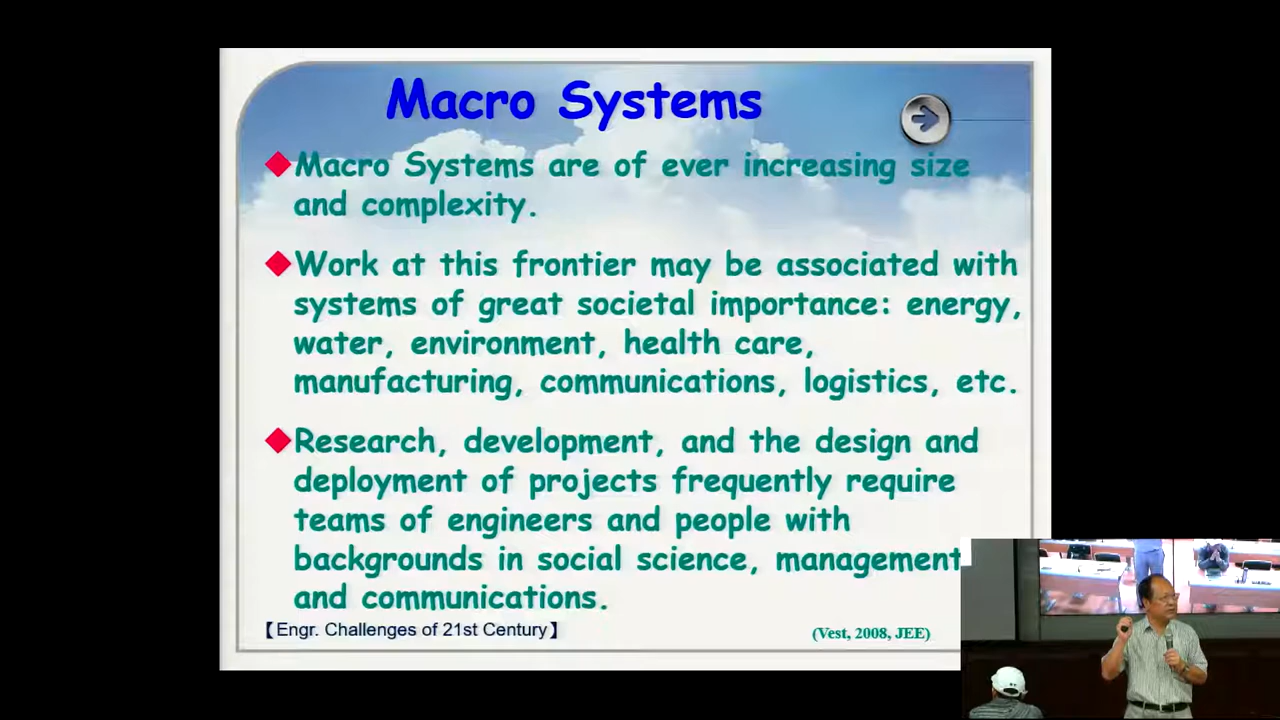 Macro Systems
Macro Systems are of ever increasing size
and complexity.
Work at this frontier may be associated with
systems of great societal importance: energy,
water, environment, health care,
manufacturing, communications, logistics, etc.
Research, development, and the design and
deployment of projects frequently require
teams of engineers and people with
backgrounds in social science, management
and communications.
【Engr. Challenges of 21st Century】
(Vest, 2008, JEE)